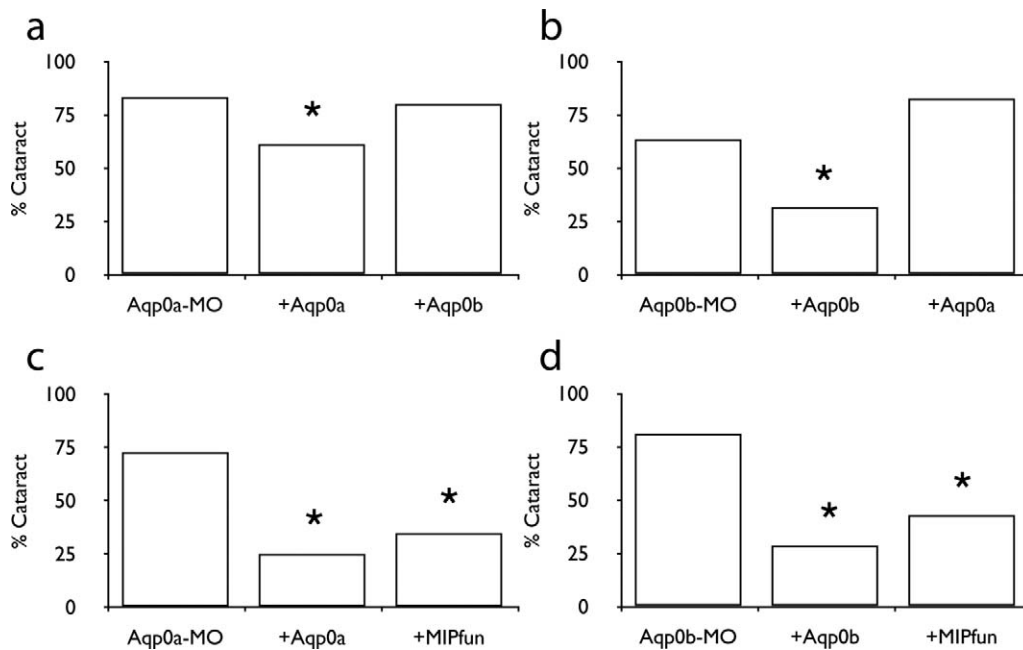 a
100
75
50
25
0
% Cataract
*
Aqp0a-MO +Aqp0a +Aqp0b
b
100
75
50
25
0
% Cataract
*
Aqp0b-MO +Aqp0b +Aqp0a
c
100
75
50
25
0
% Cataract
* *
Aqp0a-MO +Aqp0a +MIPfun
d
100
75
50
25
0
% Cataract
* *
Aqp0b-MO +Aqp0b +MIPfun